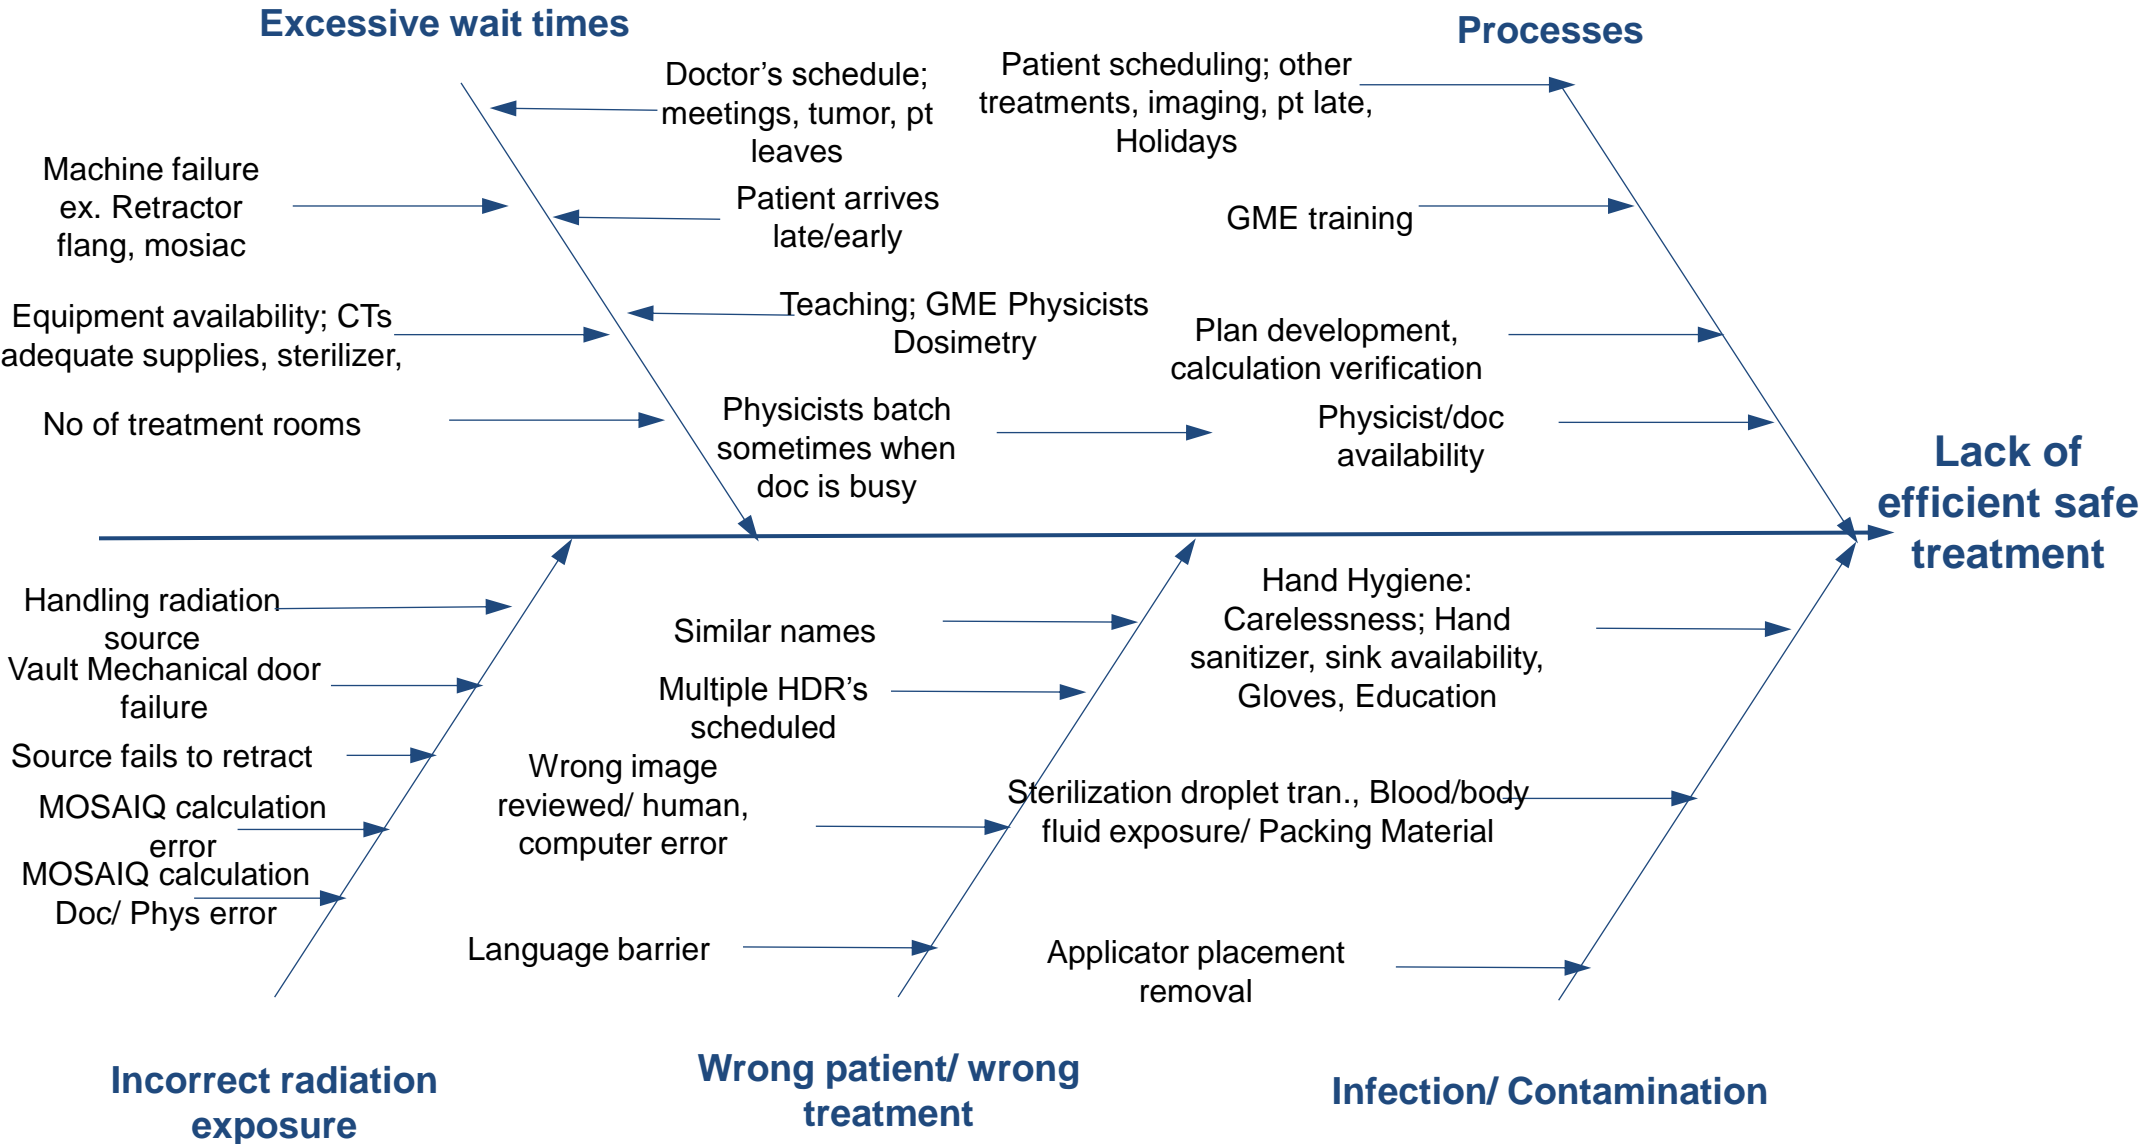 Excessive wait times
Doctor’s schedule;
meetings, tumor, pt
leaves
Machine failure
ex. Retractor
flang, mosiac
Patient arrives
late/early
Equipment availability; CTs
adequate supplies, sterilizer,
Teaching; GME Physicists
Dosimetry
No of treatment rooms
Physicists batch
sometimes when
doc is busy
Processes
Patient scheduling; other
treatments, imaging, pt late,
Holidays
GME training
Plan development,
calculation verification
Physicist/doc
availability
Lack of
efficient safe
treatment
Handling radiation
source
Vault Mechanical door
failure
Source fails to retract
MOSAIQ calculation
error
MOSAIQ calculation
Doc/ Phys error
Incorrect radiation
exposure
Similar names
Multiple HDR’s
scheduled
Wrong image
reviewed/ human,
computer error
Language barrier
Wrong patient/ wrong
treatment
Hand Hygiene:
Carelessness; Hand
sanitizer, sink availability,
Gloves, Education
Sterilization droplet tran., Blood/body
fluid exposure/ Packing Material
Applicator placement
removal
Infection/ Contamination